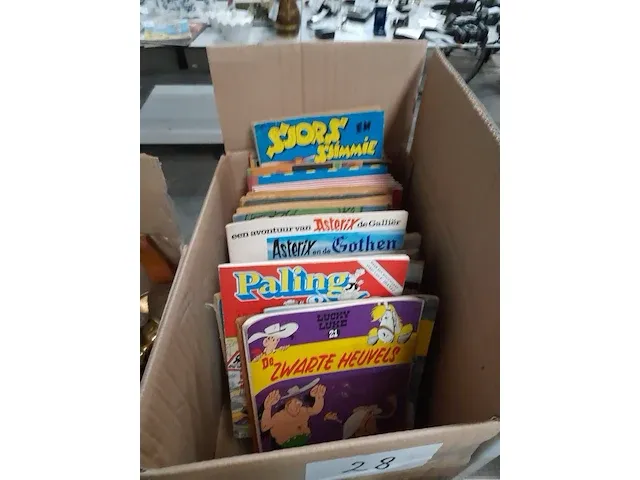 SJORS EN
SJIMMIE
een avontuur van Asterix de Galliër
Asterix en de Gothen
Paling
LUCKY
LUKE
21
De ZWARTE HEUVELS
28